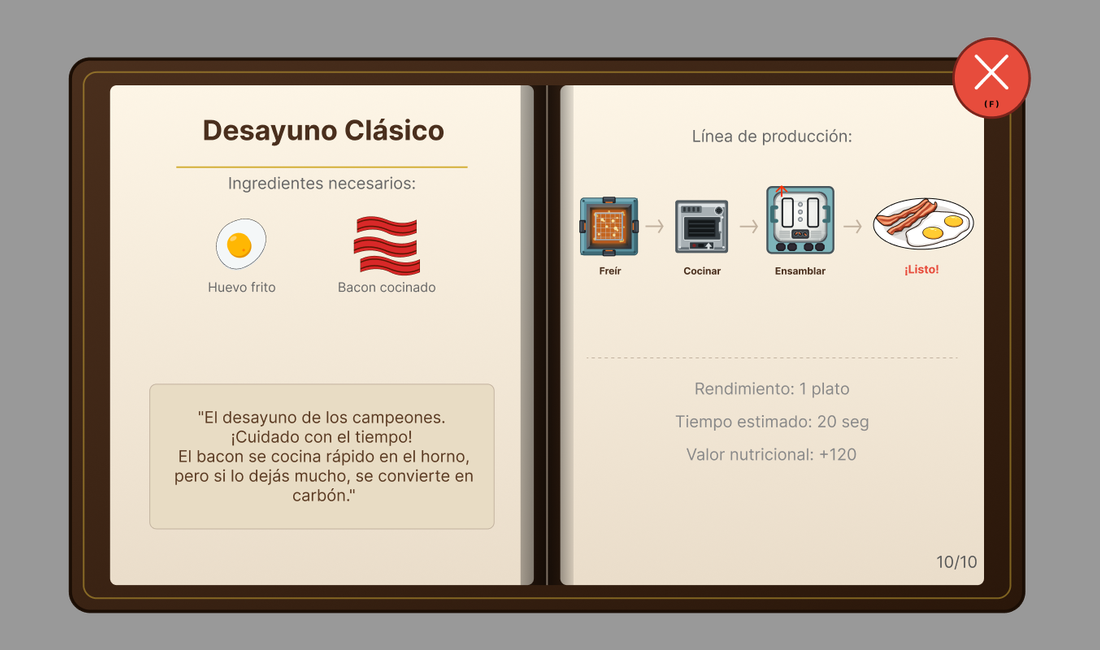 Desayuno Clásico
Ingredientes necesarios:
Huevo frito
Bacon cocinado
"El desayuno de los campeones.
¡Cuidado con el tiempo!
El bacon se cocina rápido en el horno,
pero si lo dejás mucho, se convierte en
carbón."
(F)
Línea de producción:
Freír
Cocinar
Ensamblar
¡Listo!
Rendimiento: 1 plato
Tiempo estimado: 20 seg
Valor nutricional: +120
10/10